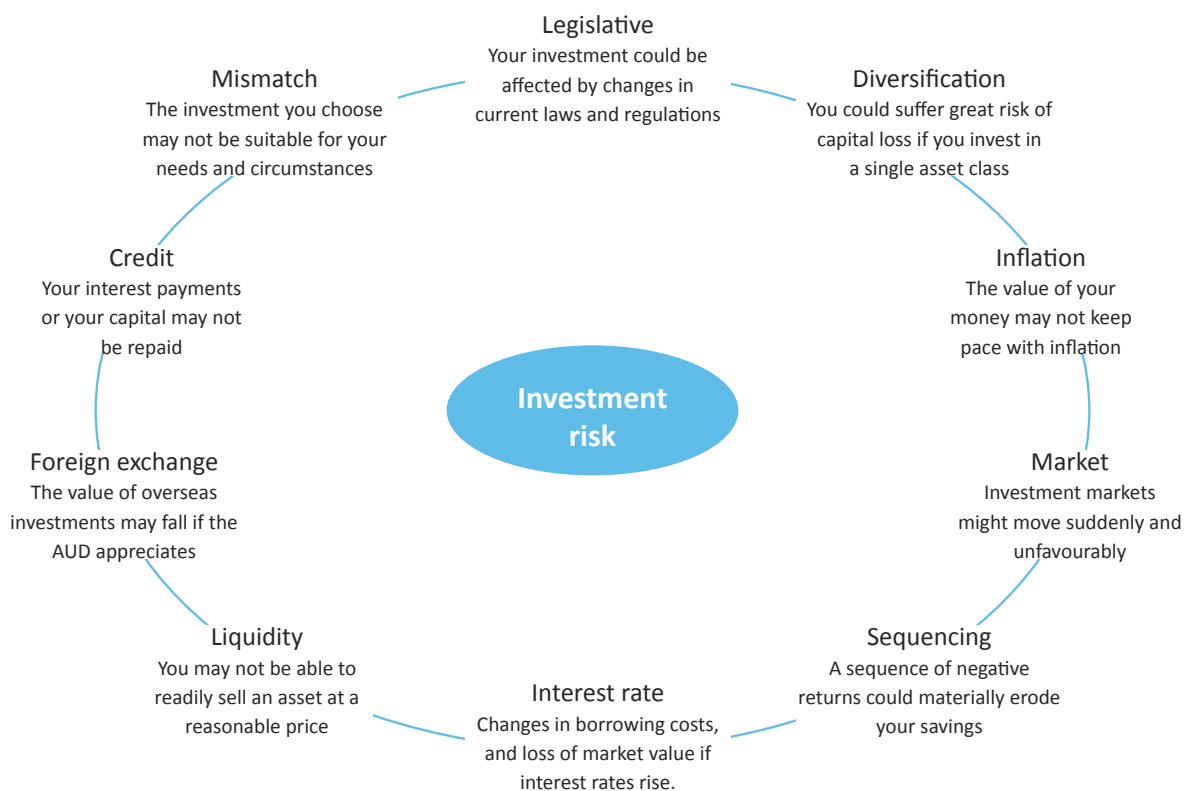 Legislative
Your investment could be
affected by changes in
current laws and regulations
Diversification
You could suffer great risk of
capital loss if you invest in
a single asset class
Inflation
The value of your
money may not keep
pace with inflation
Market
Investment markets
might move suddenly and
unfavourably
Sequencing
A sequence of negative
returns could materially erode
your savings
Interest rate
Changes in borrowing costs,
and loss of market value if
interest rates rise.
Liquidity
You may not be able to
readily sell an asset at a
reasonable price
Foreign exchange
The value of overseas
investments may fall if the
AUD appreciates
Credit
Your interest payments
or your capital may not
be repaid
Mismatch
The investment you choose
may not be suitable for your
needs and circumstances
Investment
risk